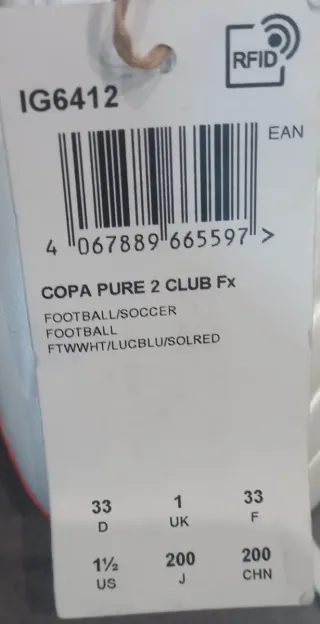 RFID
IG6412
EAN
4 067889 665597 >
COPA PURE 2 CLUB Fx
FOOTBALL/SOCCER
FOOTBALL
FTWWHT/LUCBLU/SOLRED
33 1 33
D UK F
1½ 200 200
US J CHN